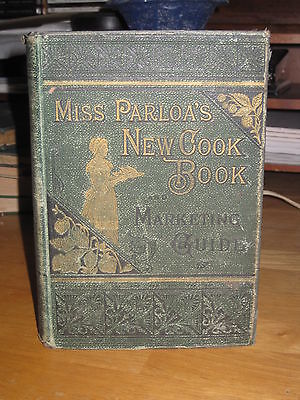 MISS PARLOA'S
NEW COOK
BOOK
AND
MARKETING
GUIDE